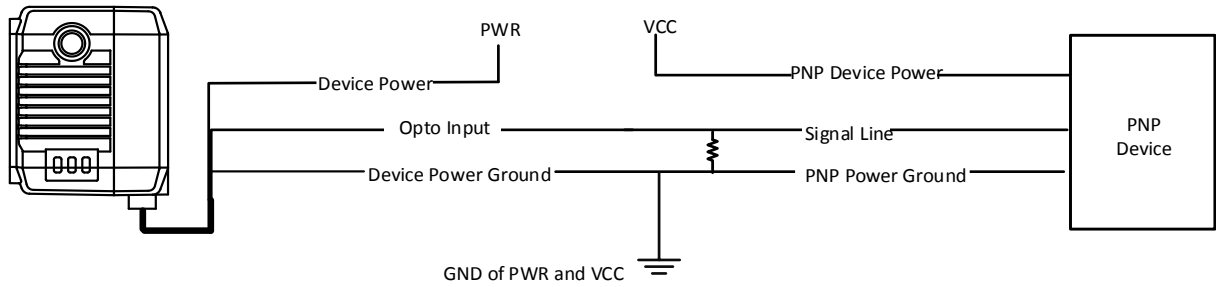 PWR
VCC
Device Power
PNP Device Power
Opto Input
Signal Line
PNP
Device
Device Power Ground
PNP Power Ground
GND of PWR and VCC